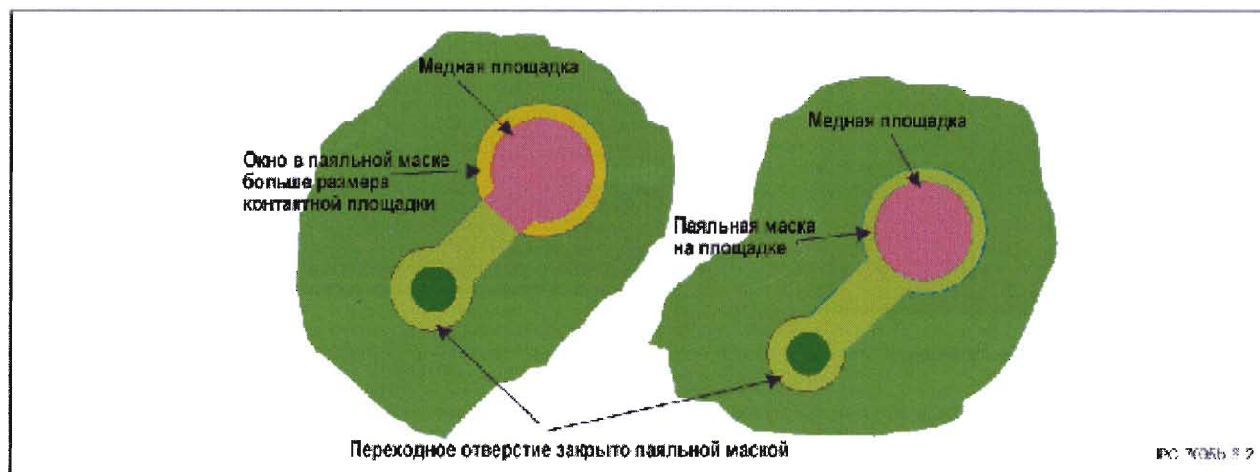 Медная площадка
Окно в паяльной маске
больше размера
контактной площадки
Медная площадка
Паяльная маска
на площадке
Переходное отверстие закрыто паяльной маской